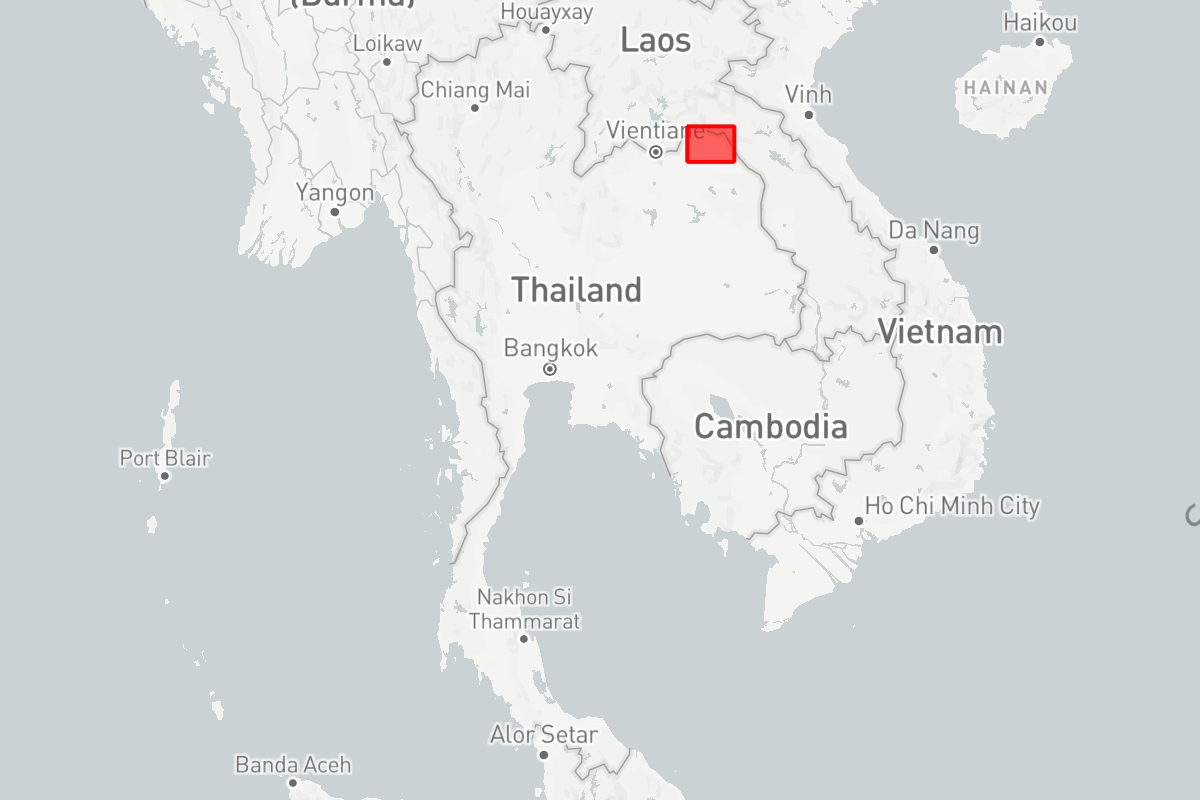 (Burma)
Houayxay
Haikou
Loikaw
Laos
Chiang Mai
HAINAN
Vinh
Vientiane
Yangon
Da Nang
Thailand
Vietnam
Bangkok
Cambodia
Port Blair
Ho Chi Minh City
Nakhon Si
Thammarat
Alor Setar
Banda Aceh